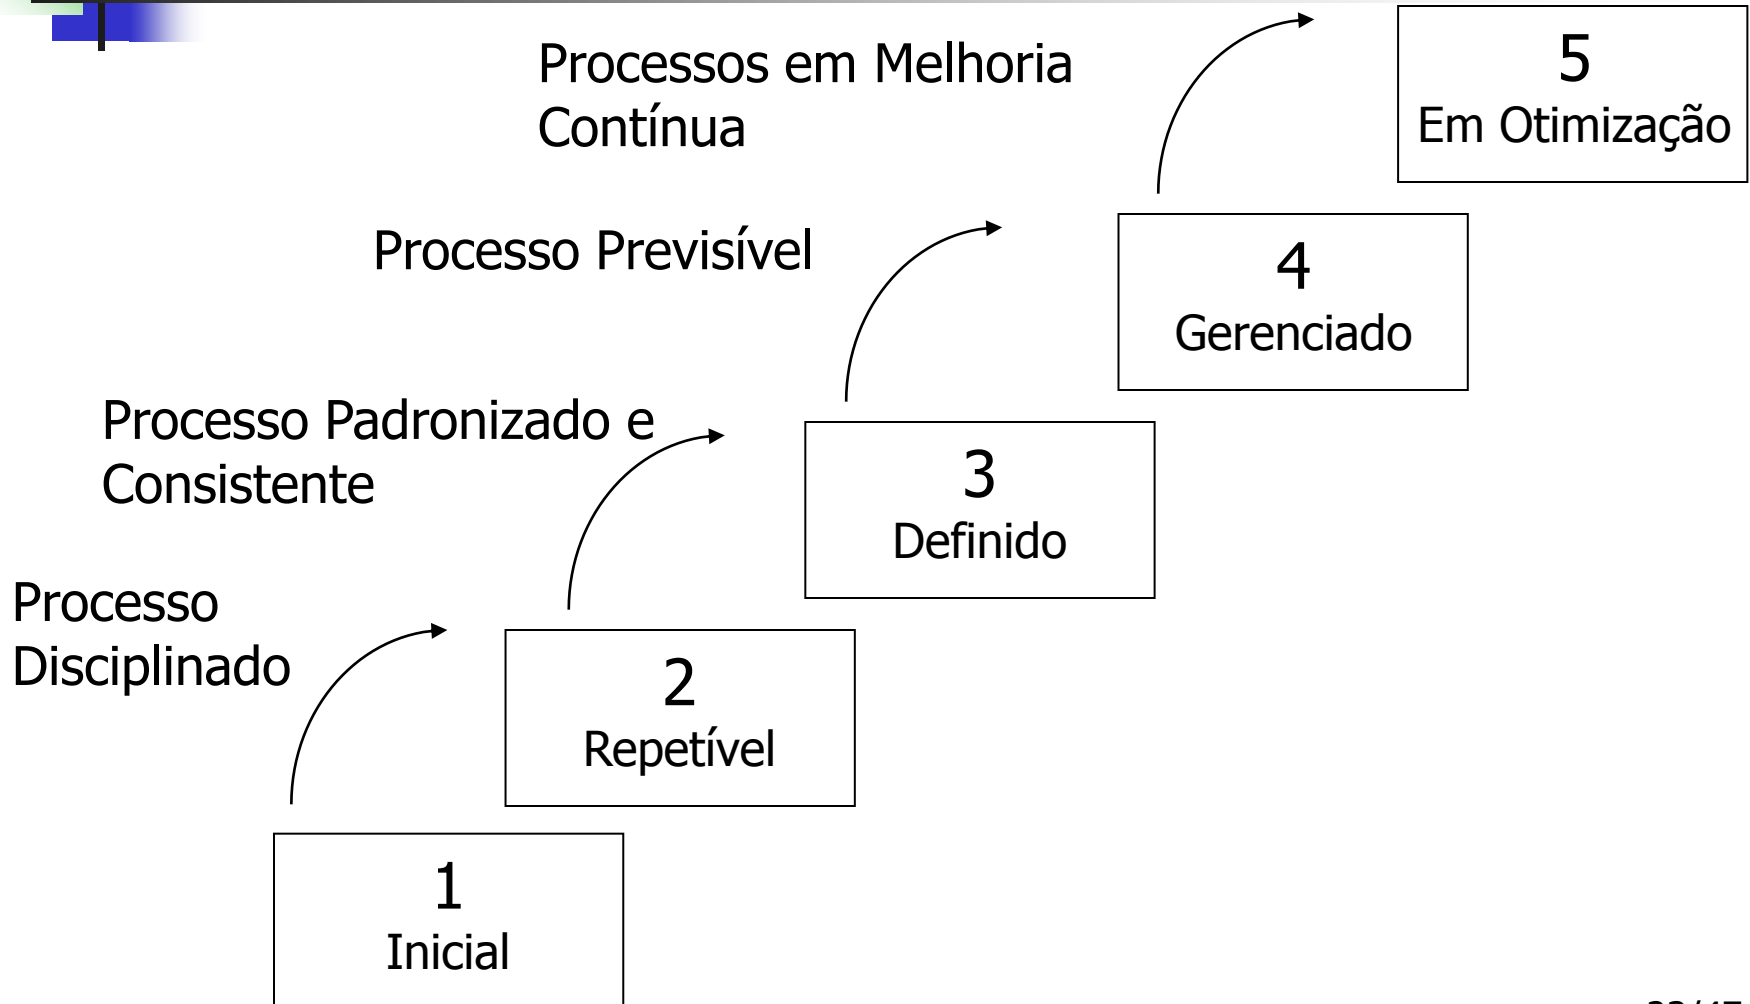 Processos em Melhoria
Contínua
5
Em Otimização
Processo Previsível
4
Gerenciado
Processo Padronizado e
Consistente
3
Definido
Processo
Disciplinado
2
Repetível
1
Inicial